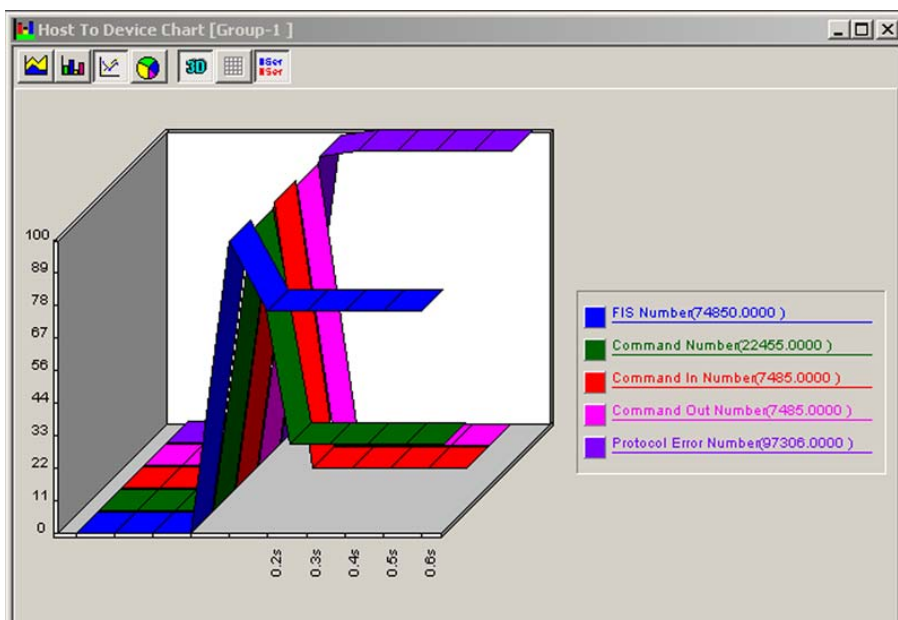 Host To Device Chart [Group-1 ]
3D
100
89
78
67
56
44
33
22
11
0
0.2s
0.3s
0.4s
0.5s
0.6s
FIS Number(74850.0000 )
Command Number(22455.0000 )
Command In Number(7485.0000 )
Command Out Number(7485.0000 )
Protocol Error Number(97306.0000 )